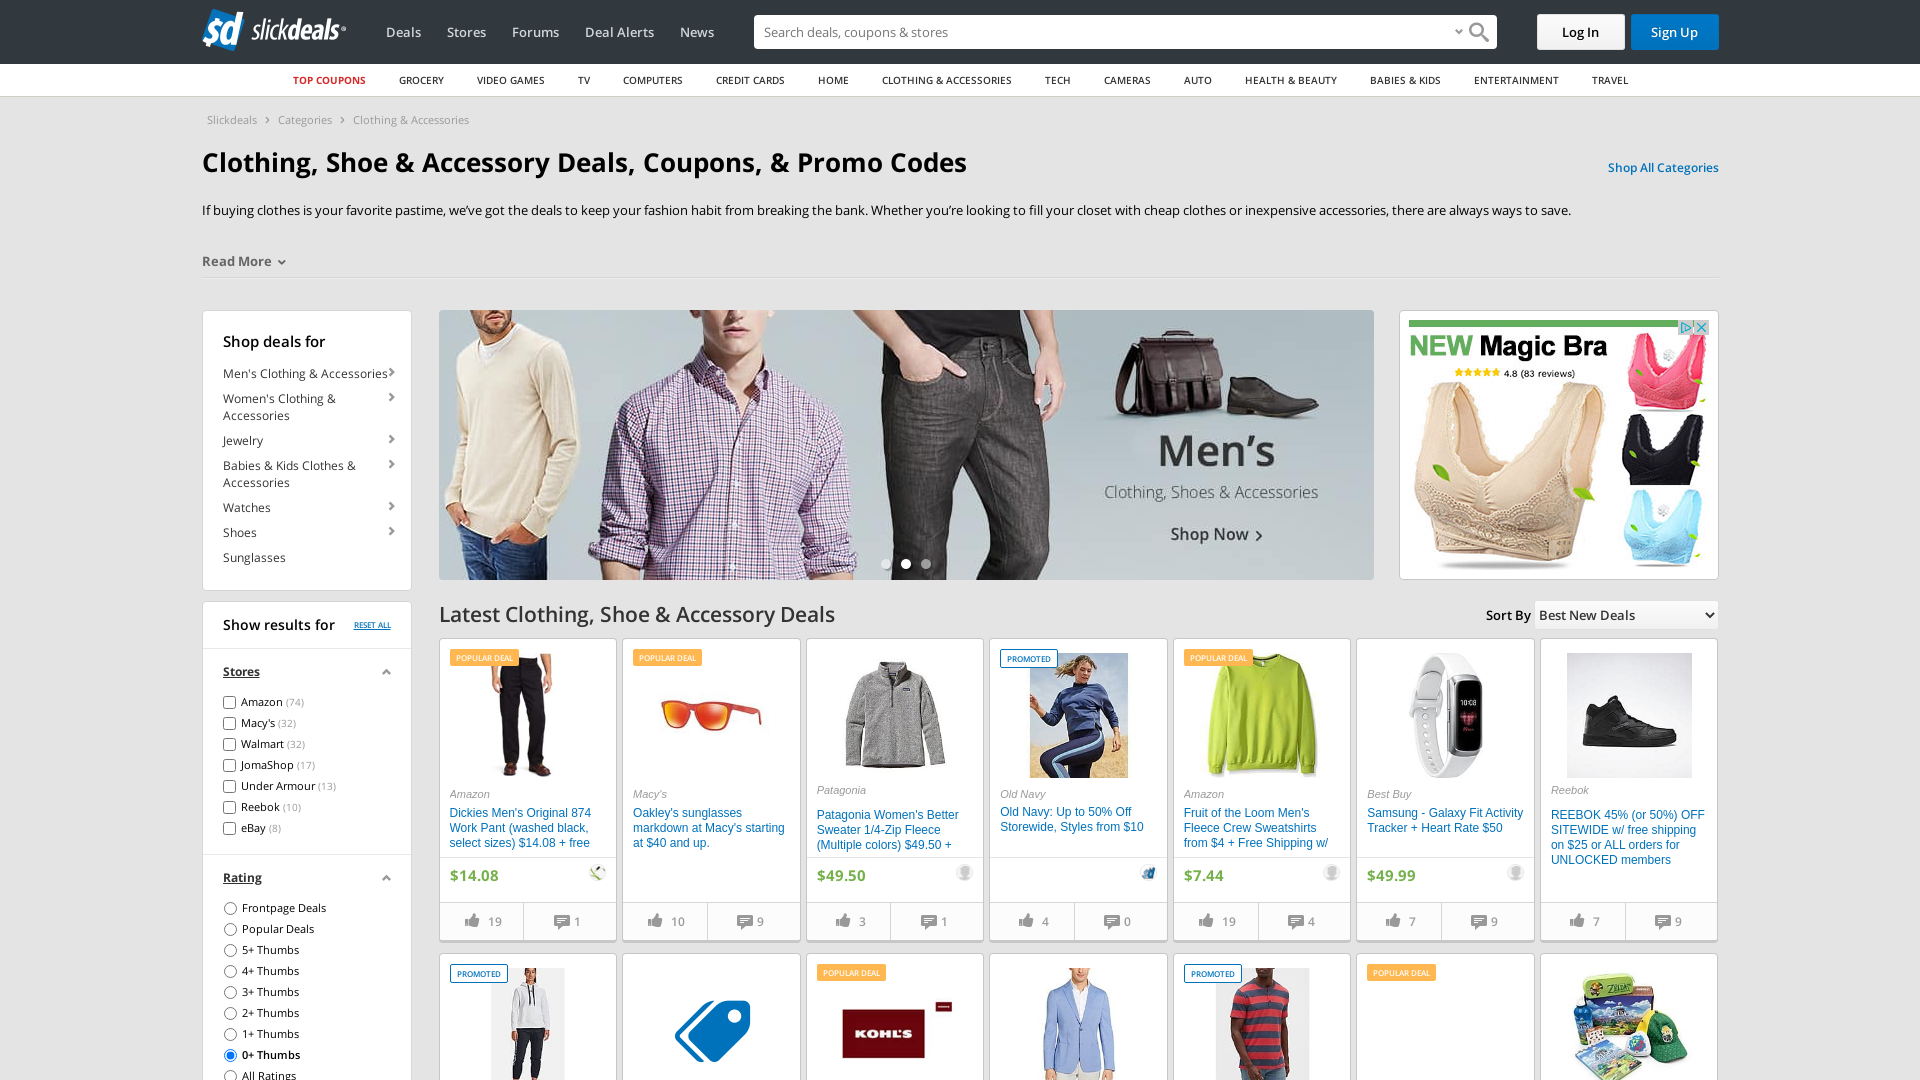 slickdeals
Deals
Stores
Forums
Deal Alerts
News
Search deals, coupons & stores
Log In
Sign Up
TOP COUPONS
GROCERY
VIDEO GAMES
TV
COMPUTERS
CREDIT CARDS
HOME
CLOTHING & ACCESSORIES
TECH
CAMERAS
AUTO
HEALTH & BEAUTY
BABIES & KIDS
ENTERTAINMENT
TRAVEL
Slickdeals
Categories
Clothing & Accessories
Clothing, Shoe & Accessory Deals, Coupons, & Promo Codes
Shop All Categories
If buying clothes is your favorite pastime, we’ve got the deals to keep your fashion habit from breaking the bank. Whether you’re looking to fill your closet with cheap clothes or inexpensive accessories, there are always ways to save.
Read More
Shop deals for
Men's Clothing & Accessories
Women's Clothing &
Accessories
Jewelry
Babies & Kids Clothes &
Accessories
Watches
Shoes
Sunglasses
Men’s
Clothing, Shoes & Accessories
Shop Now
NEW Magic Bra
4.8 (83 reviews)
Show results for
RESET ALL
Stores
Amazon (74)
Macy's (32)
Walmart (32)
JomaShop (17)
Under Armour (13)
Reebok (10)
eBay (8)
Rating
Frontpage Deals
Popular Deals
5+ Thumbs
4+ Thumbs
3+ Thumbs
2+ Thumbs
1+ Thumbs
0+ Thumbs
All Ratings
Latest Clothing, Shoe & Accessory Deals
Sort By
Best New Deals
POPULAR DEAL
Amazon
Dickies Men's Original 874
Work Pant (washed black,
select sizes) $14.08 + free
$14.08
19
1
POPULAR DEAL
Macy's
Oakley's sunglasses
markdown at Macy's starting
at $40 and up.
10
9
Patagonia
Patagonia Women's Better
Sweater 1/4-Zip Fleece
(Multiple colors) $49.50 +
$49.50
3
1
PROMOTED
Old Navy
Old Navy: Up to 50% Off
Storewide, Styles from $10
4
0
POPULAR DEAL
Amazon
Fruit of the Loom Men's
Fleece Crew Sweatshirts
from $4 + Free Shipping w/
$7.44
19
4
Best Buy
Samsung - Galaxy Fit Activity
Tracker + Heart Rate $50
$49.99
7
9
Reebok
REEBOK 45% (or 50%) OFF
SITEWIDE w/ free shipping
on $25 or ALL orders for
UNLOCKED members
7
9
PROMOTED
POPULAR DEAL
KOHL'S
PROMOTED
POPULAR DEAL